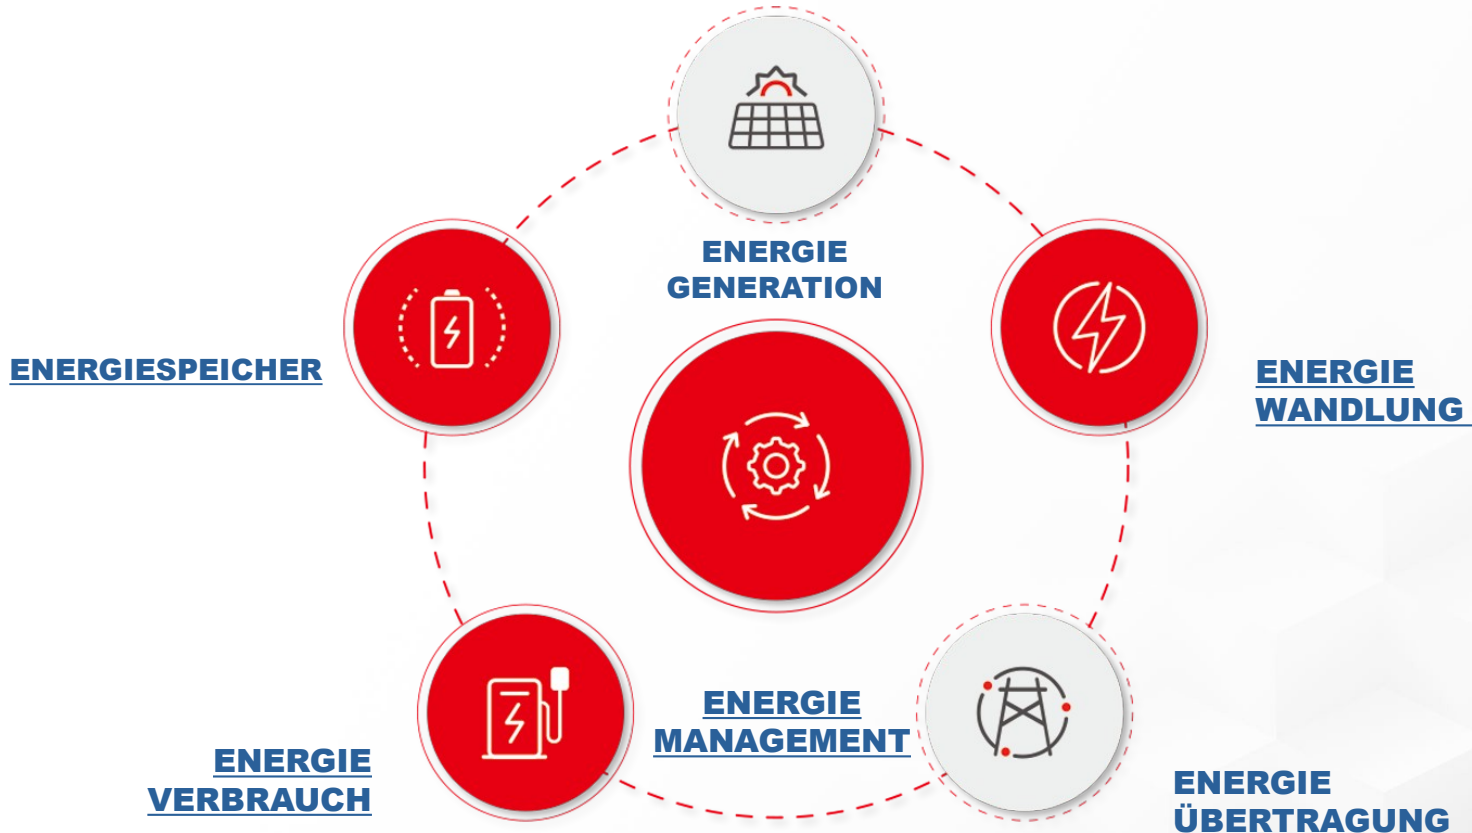 ENERGIE
GENERATION
ENERGIESPEICHER
ENERGIE
WANDLUNG
ENERGIE
MANAGEMENT
ENERGIE
VERBRAUCH
ENERGIE
ÜBERTRAGUNG